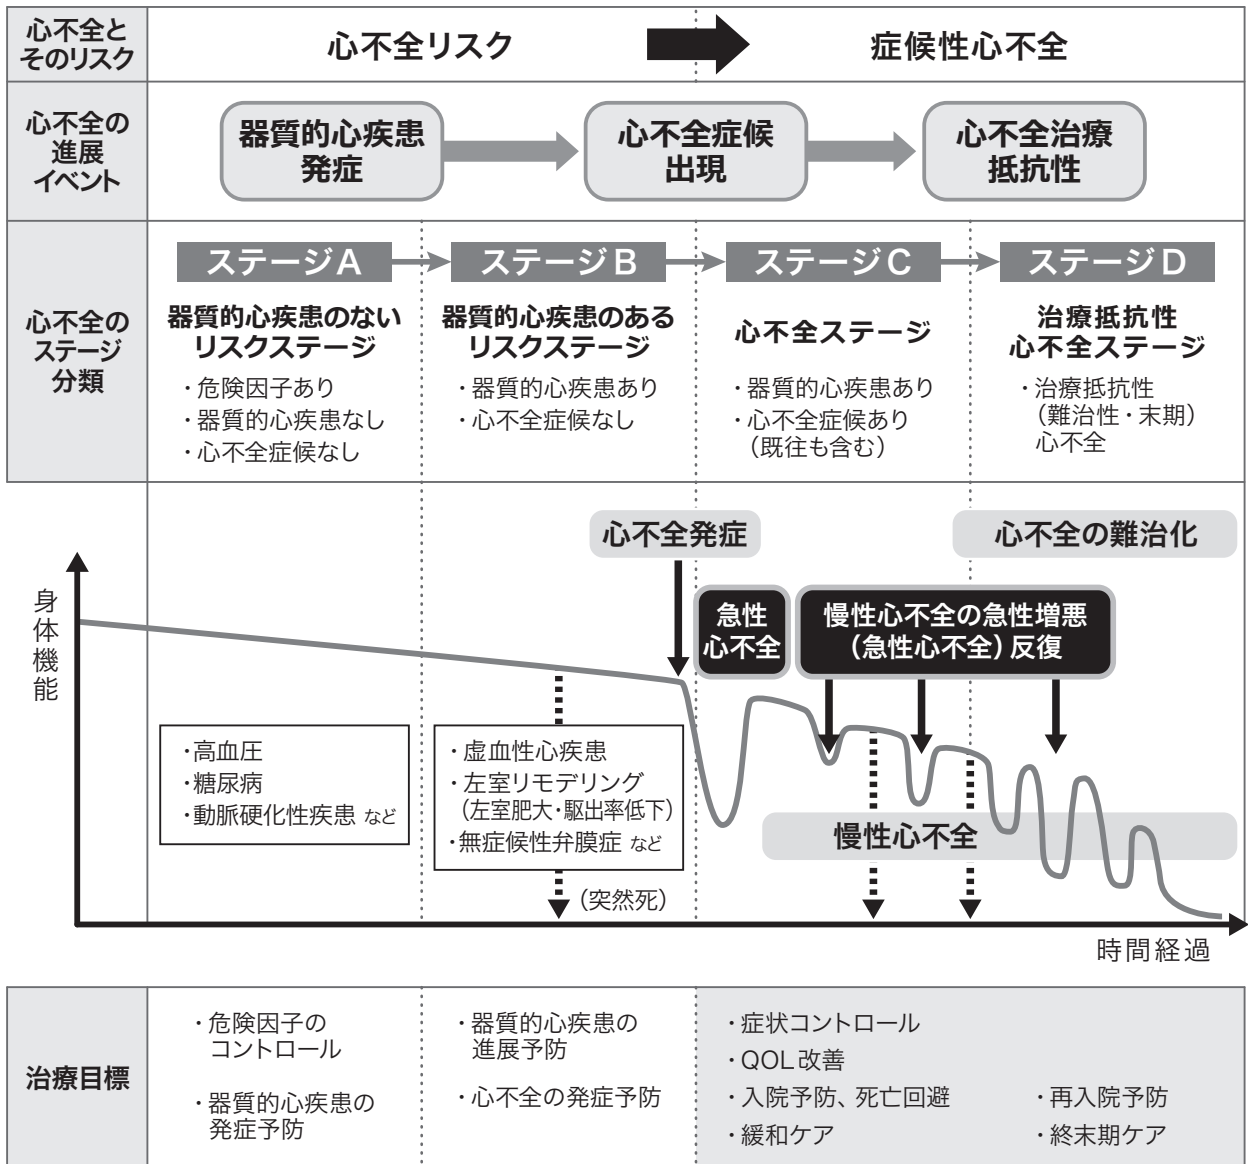 心不全と
そのリスク
心不全リスク
症候性心不全
心不全の
進展
イベント
器質的心疾患
発症
心不全症候
出現
心不全治療
抵抗性
心不全の
ステージ
分類
ステージA
器質的心疾患のない
リスクステージ
・危険因子あり
・器質的心疾患なし
・心不全症候なし
ステージB
器質的心疾患のある
リスクステージ
・器質的心疾患あり
・心不全症候なし
ステージC
心不全ステージ
・器質的心疾患あり
・心不全症候あり
（既往も含む）
ステージD
治療抵抗性
心不全ステージ
・治療抵抗性
（難治性・末期）
心不全
身体機能
心不全発症
心不全の難治化
急性
心不全
慢性心不全の急性増悪
（急性心不全）反復
・高血圧
・糖尿病
・動脈硬化性疾患 など
・虚血性心疾患
・左室リモデリング
（左室肥大・駆出率低下）
・無症候性弁膜症 など
慢性心不全
（突然死）
時間経過
治療目標
・危険因子の
コントロール
・器質的心疾患の
発症予防
・器質的心疾患の
進展予防
・心不全の発症予防
・症状コントロール
・QOL改善
・入院予防、死亡回避
・緩和ケア
・再入院予防
・終末期ケア